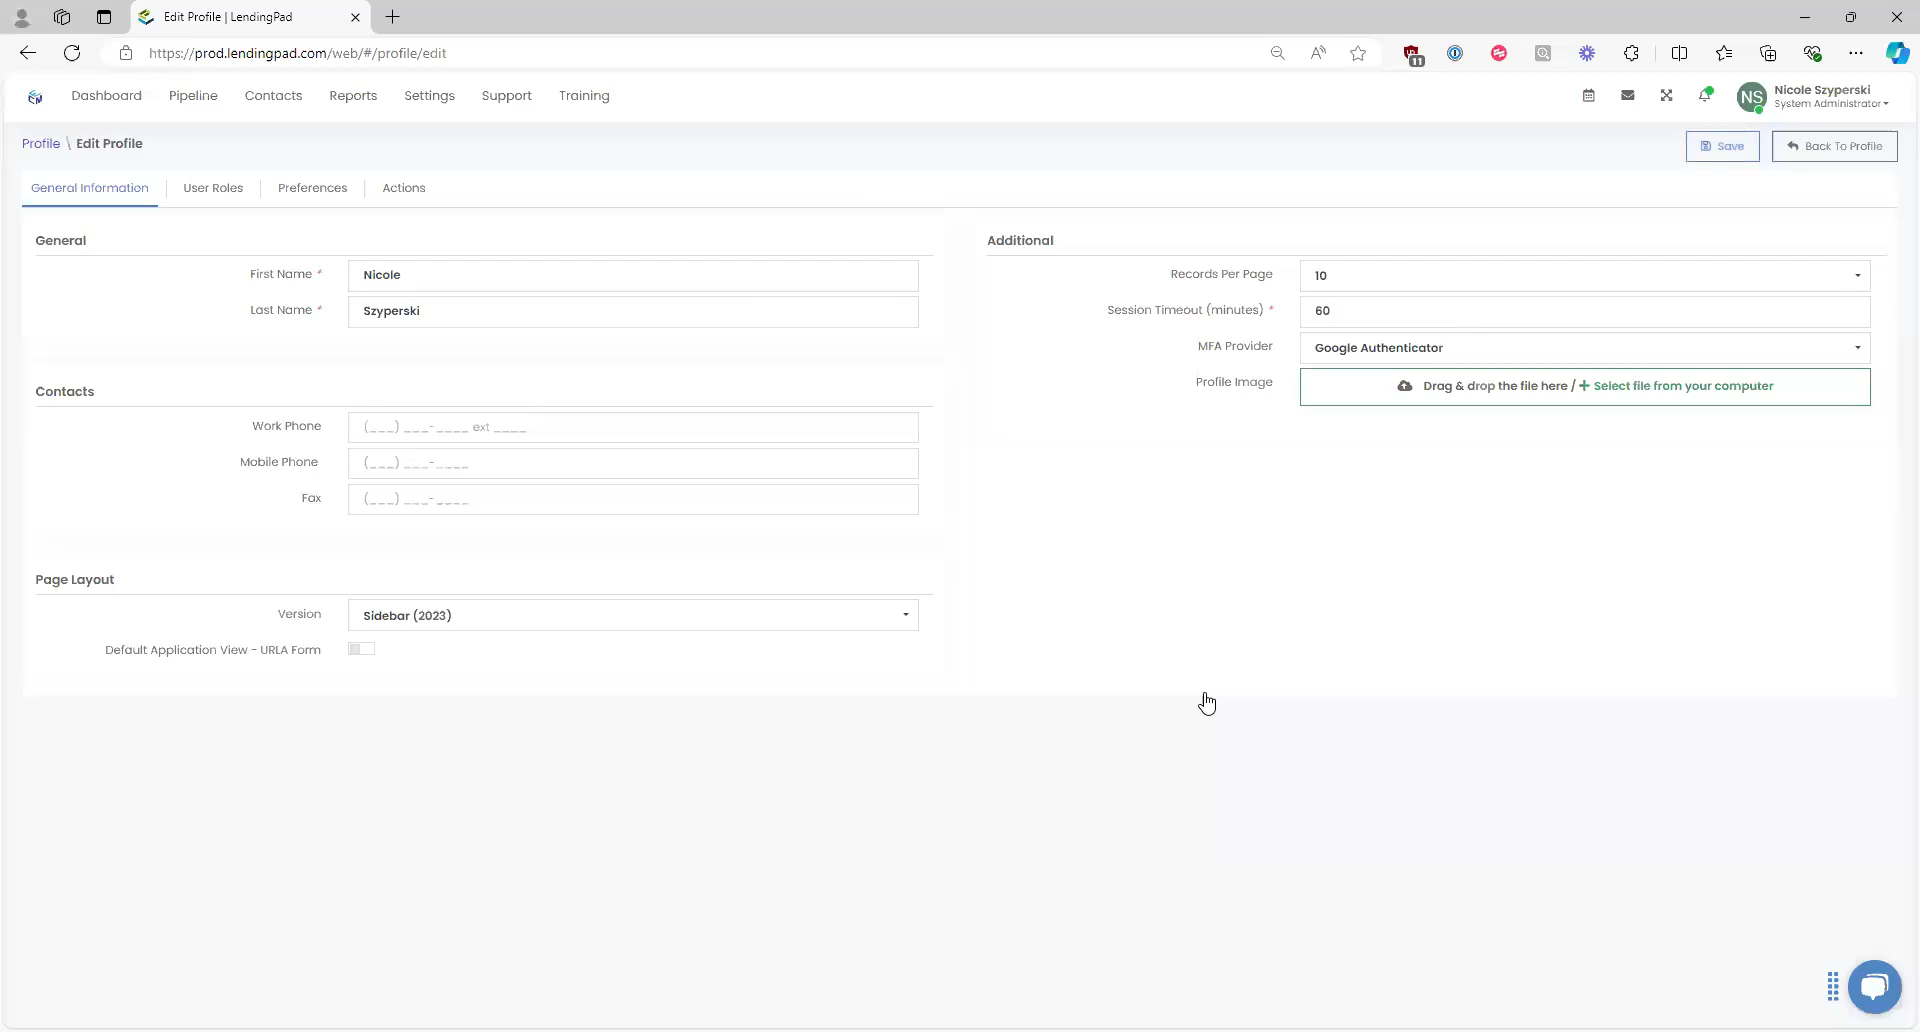 Edit Profile | LendingPad
https://prod.lendingpad.com/web/#/profile/edit
11
Dashboard Pipeline Contacts Reports Settings Support Training
NS
Nicole Szyperski
System Administrator
Profile \ Edit Profile
Save
Back To Profile
General Information
User Roles
Preferences
Actions
General
First Name *
Nicole
Last Name *
Szyperski
Contacts
Work Phone
(___) ___-____ ext ____
Mobile Phone
(___) ___-____
Fax
(___) ___-____
Page Layout
Version
Sidebar (2023)
Default Application View - URLA Form
Additional
Records Per Page
10
Session Timeout (minutes) *
60
MFA Provider
Google Authenticator
Profile Image
Drag & drop the file here / + Select file from your computer